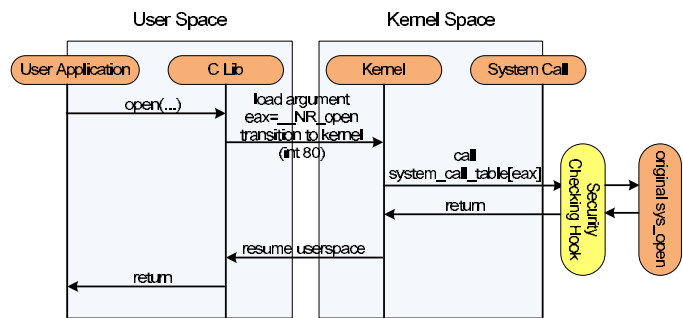 User Space
Kernel Space
User Application
C Lib
Kernel
System Call
open(...)
load argument
eax=__NR_open
transition to kernel
(int 80)
call
system_call_table[eax]
Security
Checking Hook
original sys_open
return
resume userspace
return